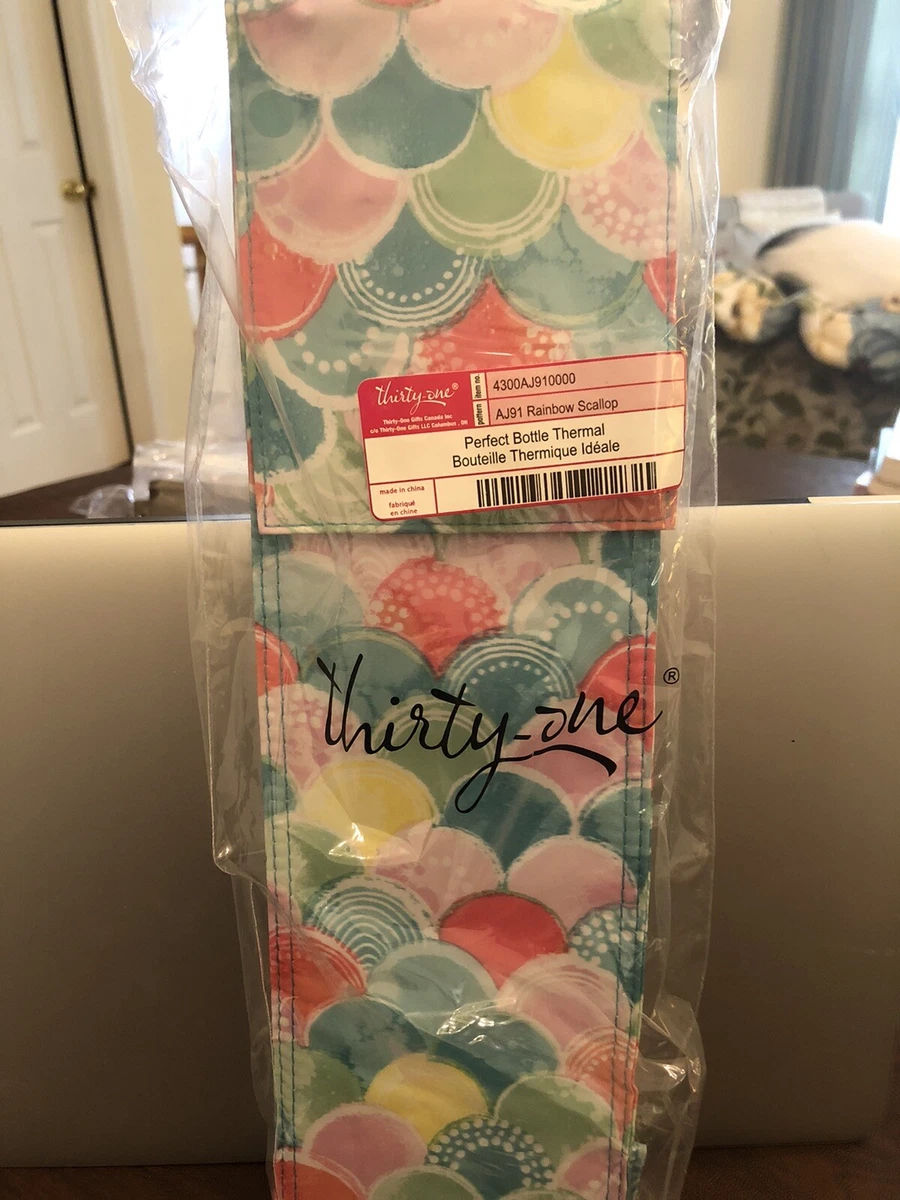 thirty-one®
Thirty-One Gifts Canada Inc
c/o Thirty-One Gifts LLC Columbus , OH
item no.
4300AJ910000
pattern
AJ91 Rainbow Scallop
Perfect Bottle Thermal
Bouteille Thermique Idéale
made in china
fabriqué
en chine
thirty-one®